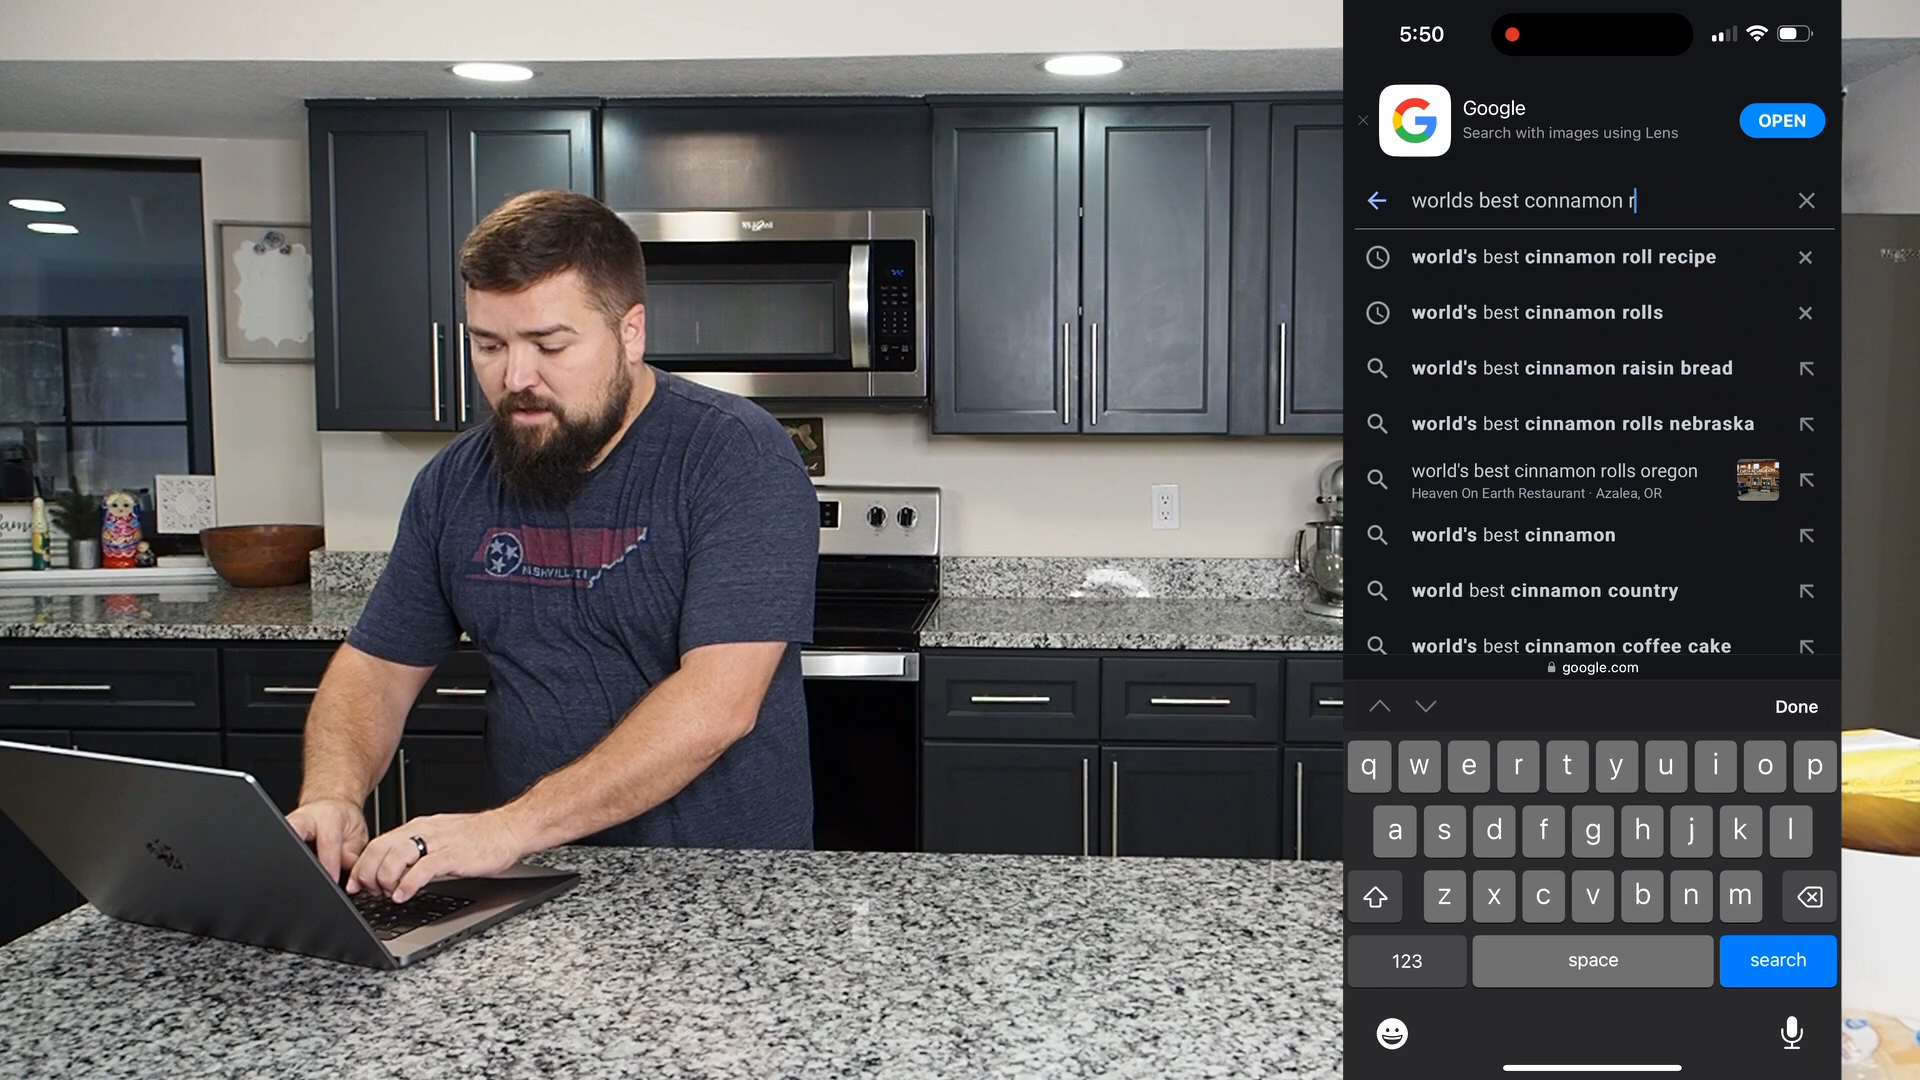 5:50
Google
Search with images using Lens
OPEN
worlds best connamon r
world's best cinnamon roll recipe
world's best cinnamon rolls
world's best cinnamon raisin bread
world's best cinnamon rolls nebraska
world's best cinnamon rolls oregon
Heaven On Earth Restaurant · Azalea, OR
world's best cinnamon
world best cinnamon country
world's best cinnamon coffee cake
google.com
Done
q w e r t y u i o p
a s d f g h j k l
z x c v b n m
123 space search